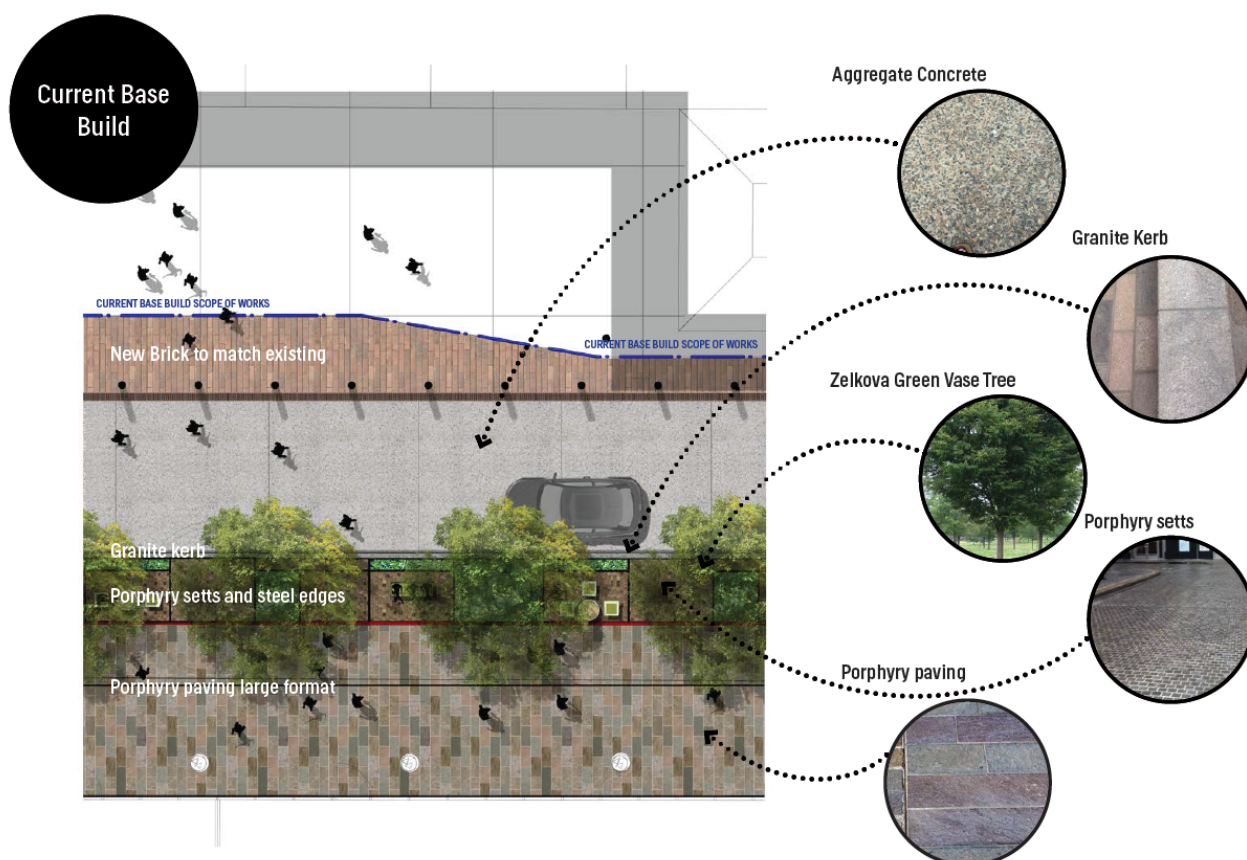 Current Base
Build
Aggregate Concrete
Granite Kerb
CURRENT BASE BUILD SCOPE OF WORKS
CURRENT BASE BUILD SCOPE OF WORKS
New Brick to match existing
Zelkova Green Vase Tree
Porphyry setts
Granite kerb
Porphyry setts and steel edges
Porphyry paving
Porphyry paving large format